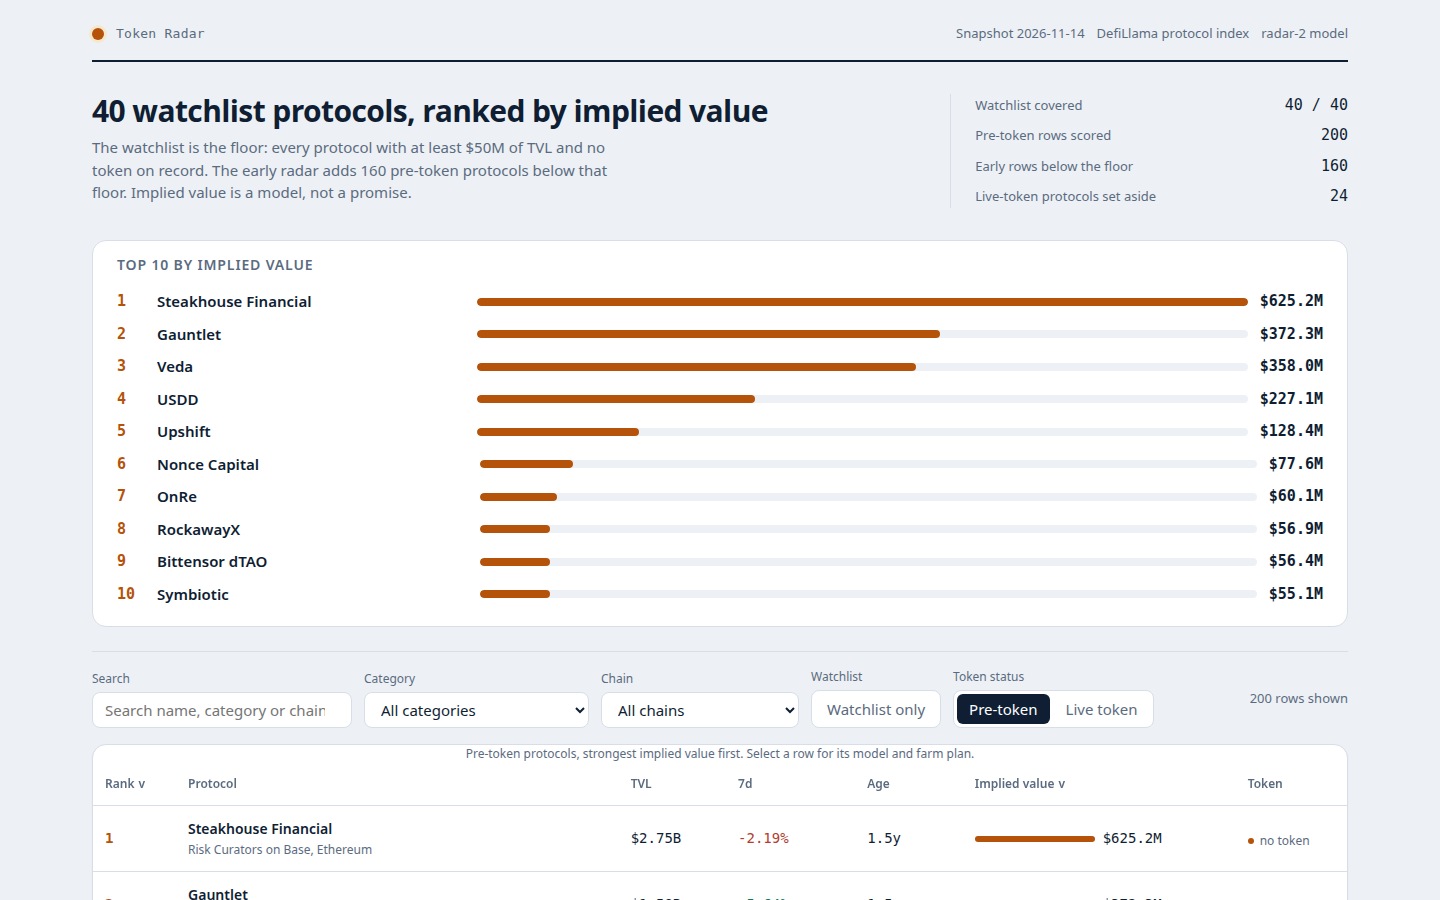 Token Radar
Snapshot 2026-11-14 DefiLlama protocol index radar-2 model
40 watchlist protocols, ranked by implied value
The watchlist is the floor: every protocol with at least $50M of TVL and no
token on record. The early radar adds 160 pre-token protocols below that
floor. Implied value is a model, not a promise.
Watchlist covered 40 / 40
Pre-token rows scored 200
Early rows below the floor 160
Live-token protocols set aside 24
TOP 10 BY IMPLIED VALUE
1 Steakhouse Financial $625.2M
2 Gauntlet $372.3M
3 Veda $358.0M
4 USDD $227.1M
5 Upshift $128.4M
6 Nonce Capital $77.6M
7 OnRe $60.1M
8 RockawayX $56.9M
9 Bittensor dTAO $56.4M
10 Symbiotic $55.1M
Search Category Chain Watchlist Token status
Search name, category or chain All categories All chains Watchlist only Pre-token Live token 200 rows shown
Pre-token protocols, strongest implied value first. Select a row for its model and farm plan.
Rank v Protocol TVL 7d Age Implied value v Token
1 Steakhouse Financial $2.75B -2.19% 1.5y $625.2M no token
Risk Curators on Base, Ethereum
Gauntlet